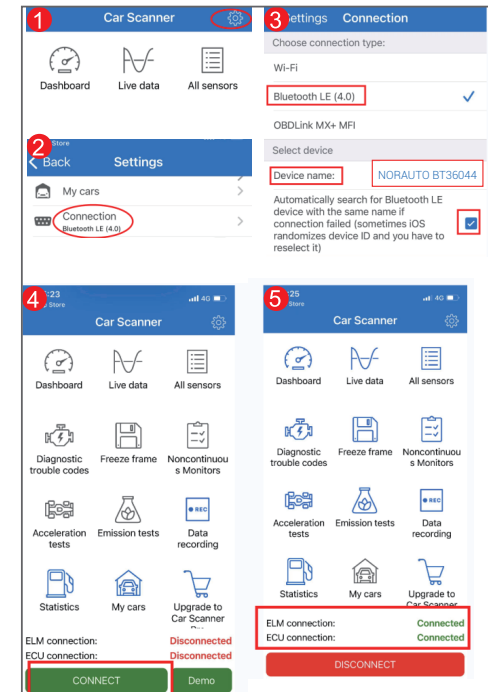 1
Car Scanner
Dashboard
Live data
All sensors
2
Store
Back
Settings
My cars
Connection
Bluetooth LE (4.0)
3
Settings
Connection
Choose connection type:
Wi-Fi
Bluetooth LE (4.0)
OBDLink MX+ MFI
Select device
Device name:
NORAUTO BT36044
Automatically search for Bluetooth LE
device with the same name if
connection failed (sometimes iOS
randomizes device ID and you have to
reselect it)
4
:23
Store
4G
Car Scanner
Dashboard
Live data
All sensors
Diagnostic
trouble codes
Freeze frame
Noncontinuou
s Monitors
REC
Acceleration
tests
Emission tests
Data
recording
Statistics
My cars
Upgrade to
Car Scanner
ELM connection:
Disconnected
ECU connection:
Disconnected
CONNECT
Demo
5
:25
Store
4G
Car Scanner
Dashboard
Live data
All sensors
Diagnostic
trouble codes
Freeze frame
Noncontinuou
s Monitors
REC
Acceleration
tests
Emission tests
Data
recording
Statistics
My cars
Upgrade to
Car Scanner
ELM connection:
Connected
ECU connection:
Connected
DISCONNECT